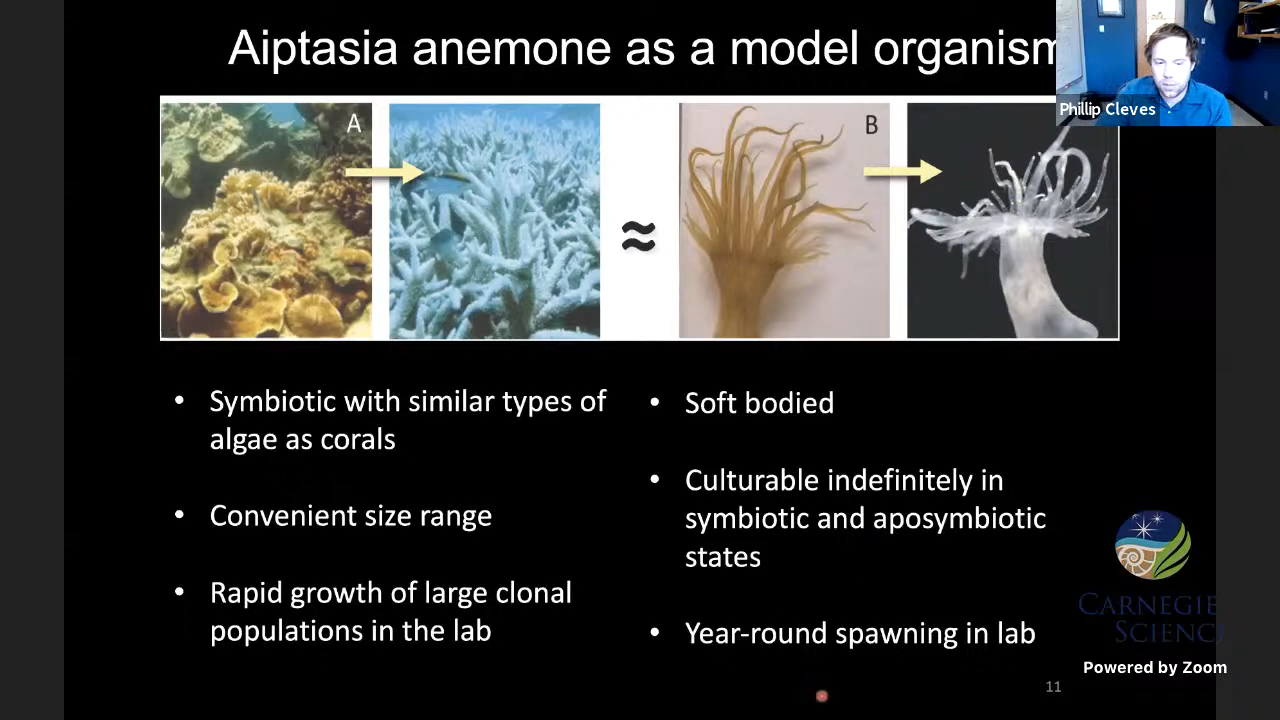 Aiptasia anemone as a model organism
Phillip Cleves
A
B
≈
• Symbiotic with similar types of
algae as corals
• Convenient size range
• Rapid growth of large clonal
populations in the lab
• Soft bodied
• Culturable indefinitely in
symbiotic and aposymbiotic
states
• Year-round spawning in lab
CARNEGIE
SCIENC
Powered by Zoom
11